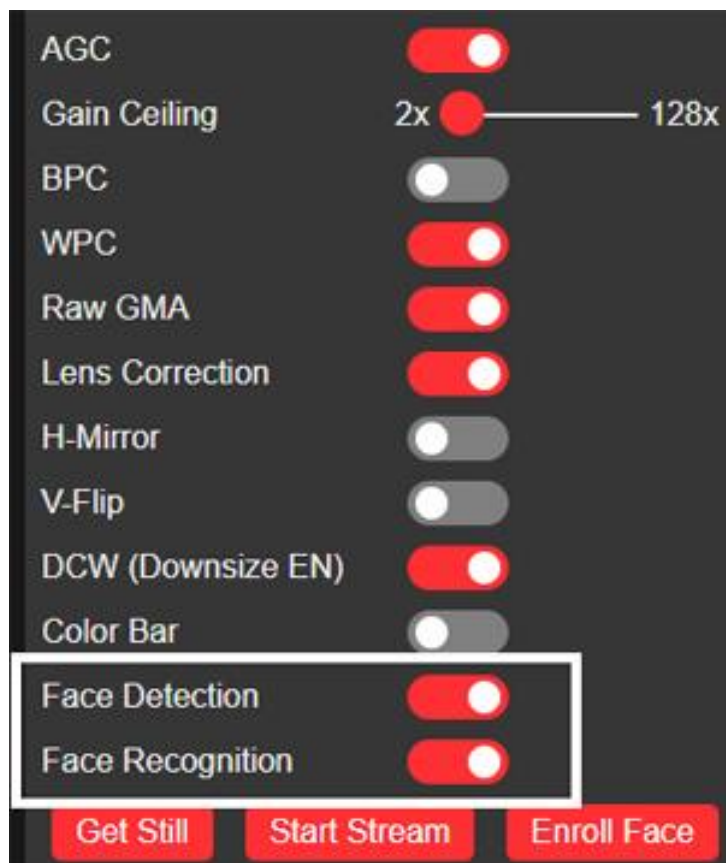 AGC
Gain Ceiling 2x 128x
BPC
WPC
Raw GMA
Lens Correction
H-Mirror
V-Flip
DCW (Downsize EN)
Color Bar
Face Detection
Face Recognition
Get Still Start Stream Enroll Face